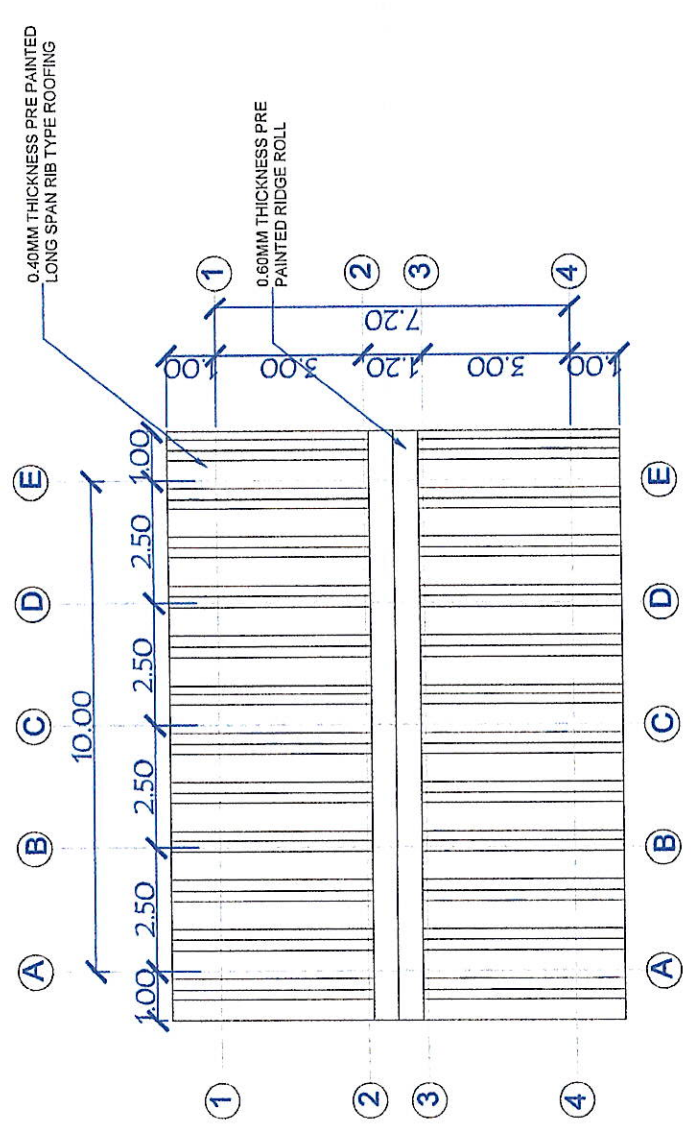 0.40MM THICKNESS PRE PAINTED
LONG SPAN RIB TYPE ROOFING
0.60MM THICKNESS PRE
PAINTED RIDGE ROLL
A
B
C
D
E
10.00
1.00
2.50
2.50
2.50
2.50
1.00
1
2
3
4
1
2
3
4
1.00
3.00
1.20
3.00
1.00
7.20
A
B
C
D
E